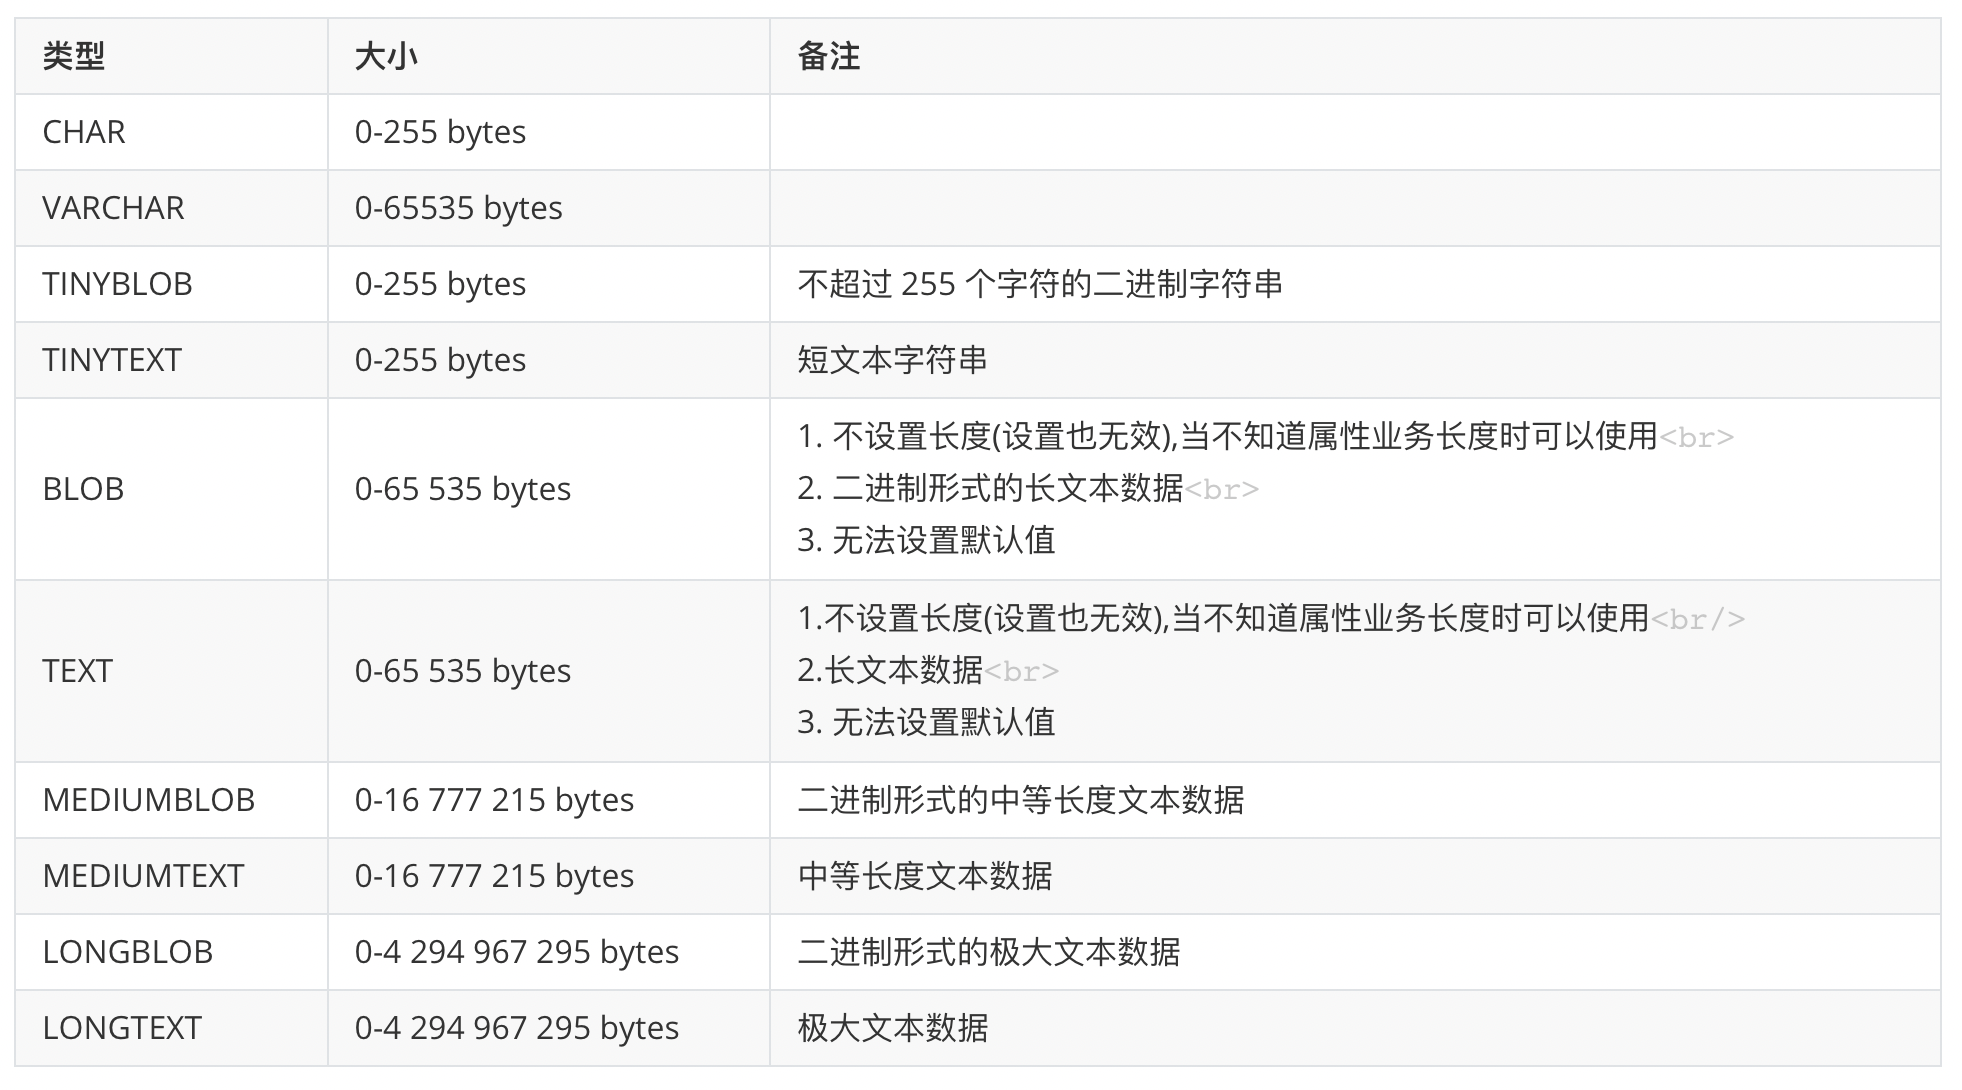 类型 大小 备注
CHAR 0-255 bytes
VARCHAR 0-65535 bytes
TINYBLOB 0-255 bytes 不超过 255 个字符的二进制字符串
TINYTEXT 0-255 bytes 短文本字符串
BLOB 0-65 535 bytes 1. 不设置长度(设置也无效),当不知道属性业务长度时可以使用<br>
2. 二进制形式的长文本数据<br>
3. 无法设置默认值
TEXT 0-65 535 bytes 1.不设置长度(设置也无效),当不知道属性业务长度时可以使用<br/>
2.长文本数据<br>
3. 无法设置默认值
MEDIUMBLOB 0-16 777 215 bytes 二进制形式的中等长度文本数据
MEDIUMTEXT 0-16 777 215 bytes 中等长度文本数据
LONGBLOB 0-4 294 967 295 bytes 二进制形式的极大文本数据
LONGTEXT 0-4 294 967 295 bytes 极大文本数据